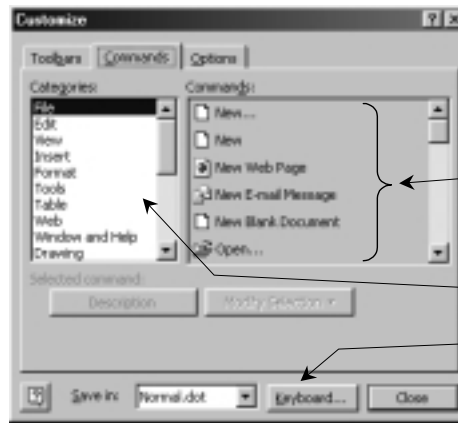 Customize
Toolbars Commands Options
Categories: Commands:
File
Edit
View
Insert
Format
Tools
Table
Web
Window and Help
Drawing
New...
New
New Web Page
New E-mail Message
New Blank Document
Open...
Selected command:
Description Modify Selection
Save in: Normal.dot Keyboard... Close